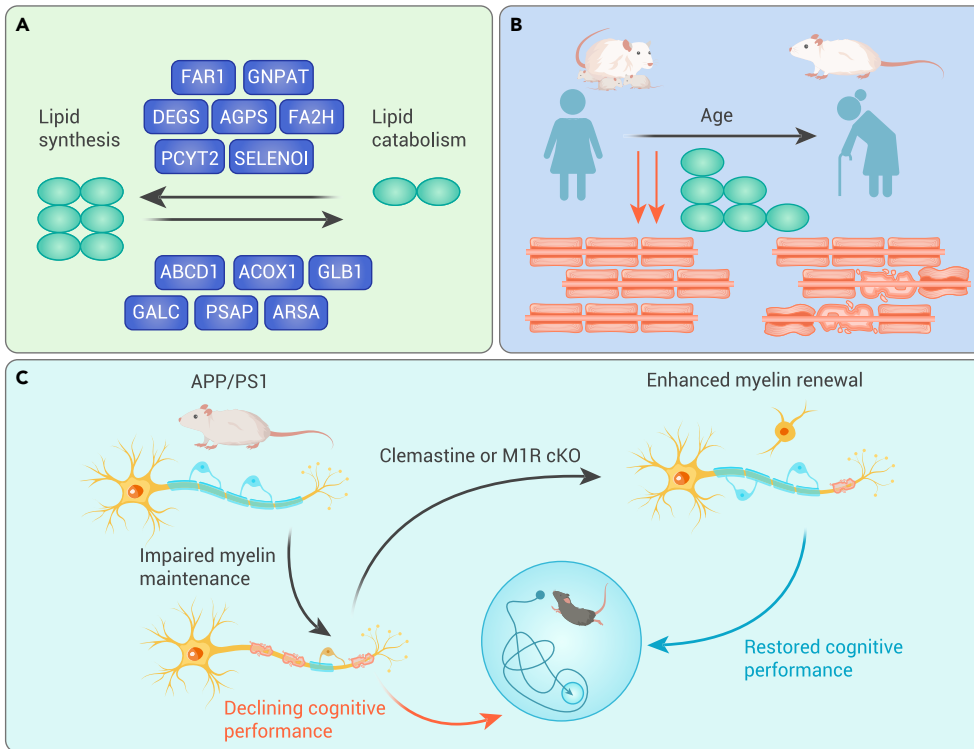 A
FAR1 GNPAT
Lipid
synthesis
DEGS AGPS FA2H
Lipid
catabolism
PCYT2 SELENOI
ABCD1 ACOX1 GLB1
GALC PSAP ARSA
B
Age
C
APP/PS1
Enhanced myelin renewal
Clemastine or M1R cKO
Impaired myelin
maintenance
Restored cognitive
performance
Declining cognitive
performance